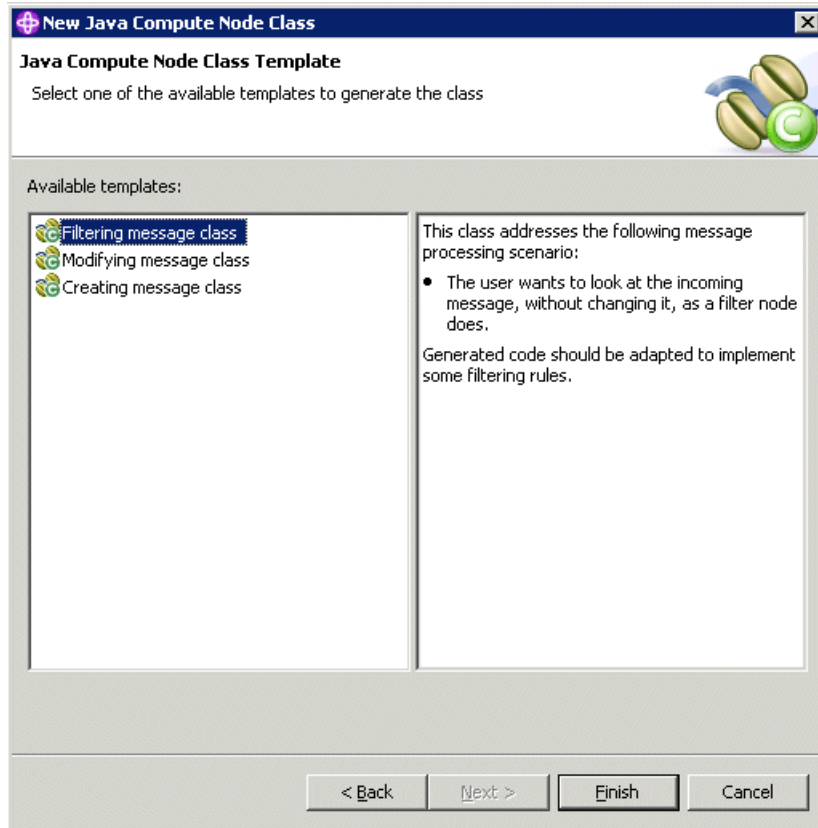 New Java Compute Node Class
Java Compute Node Class Template
Select one of the available templates to generate the class
Available templates:
Filtering message class
Modifying message class
Creating message class
This class addresses the following message
processing scenario:
• The user wants to look at the incoming
message, without changing it, as a filter node
does.
Generated code should be adapted to implement
some filtering rules.
< Back
Next >
Finish
Cancel